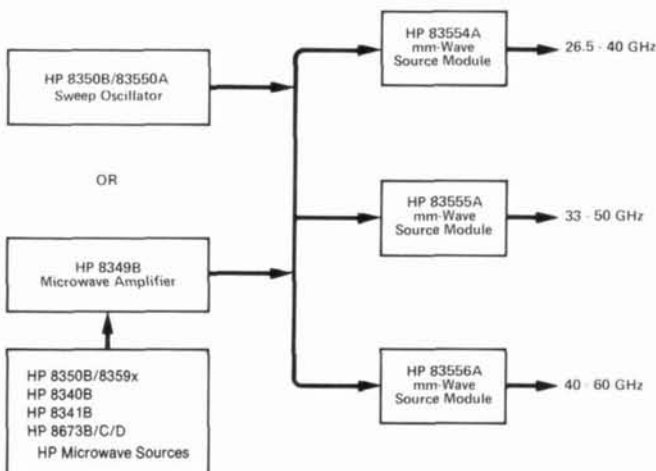 HP 8350B/83550A
Sweep Oscillator
OR
HP 8349B
Microwave Amplifier
HP 8350B/8359x
HP 8340B
HP 8341B
HP 8673B/C/D
HP Microwave Sources
HP 83554A
mm-Wave
Source Module
26.5 - 40 GHz
HP 83555A
mm-Wave
Source Module
33 - 50 GHz
HP 83556A
mm-Wave
Source Module
40 - 60 GHz